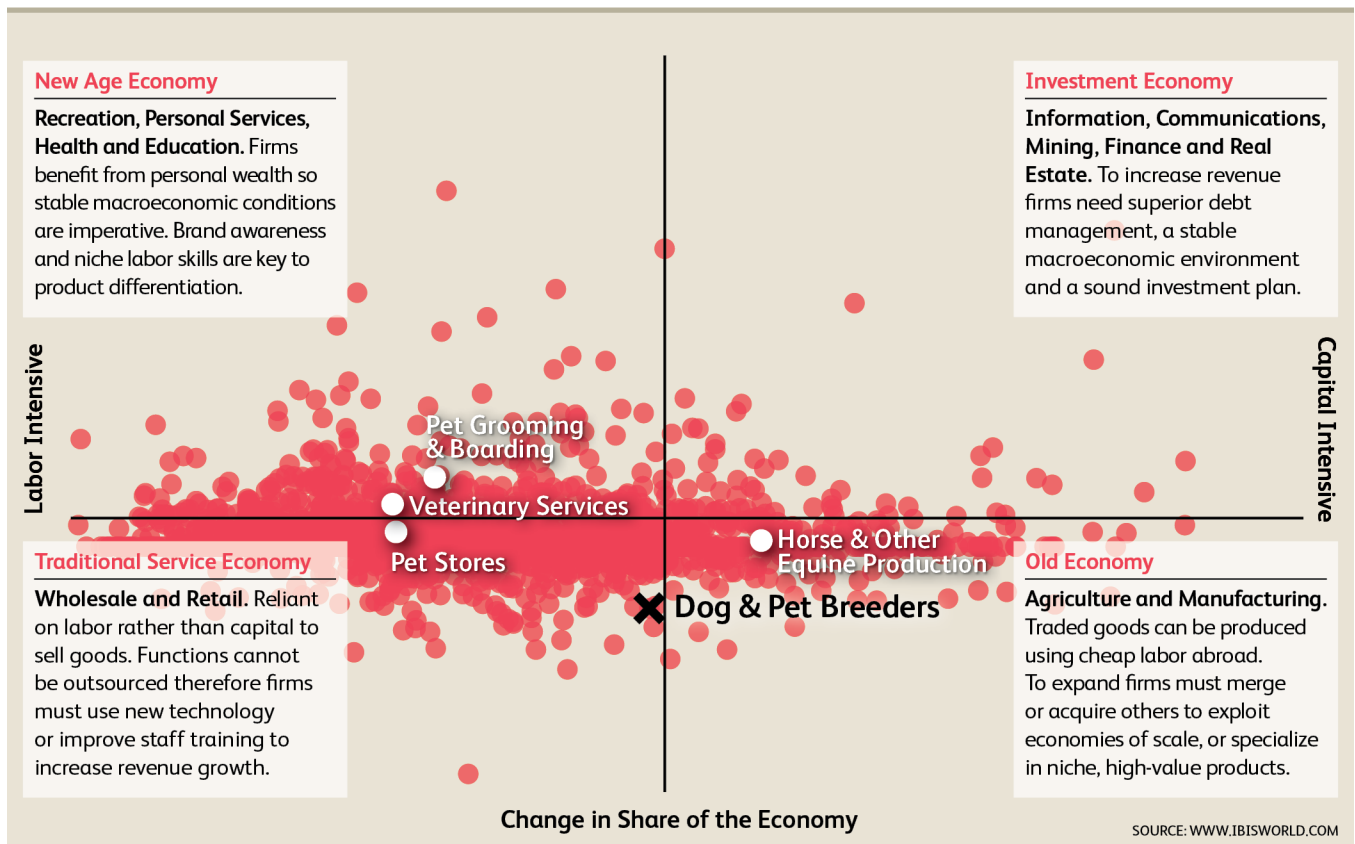 New Age Economy
Recreation, Personal Services,
Health and Education. Firms
benefit from personal wealth so
stable macroeconomic conditions
are imperative. Brand awareness
and niche labor skills are key to
product differentiation.
Investment Economy
Information, Communications,
Mining, Finance and Real
Estate. To increase revenue
firms need superior debt
management, a stable
macroeconomic environment
and a sound investment plan.
Labor Intensive
Capital Intensive
Pet Grooming
& Boarding
Veterinary Services
Pet Stores
Horse & Other
Equine Production
Dog & Pet Breeders
Traditional Service Economy
Wholesale and Retail. Reliant
on labor rather than capital to
sell goods. Functions cannot
be outsourced therefore firms
must use new technology
or improve staff training to
increase revenue growth.
Old Economy
Agriculture and Manufacturing.
Traded goods can be produced
using cheap labor abroad.
To expand firms must merge
or acquire others to exploit
economies of scale, or specialize
in niche, high-value products.
Change in Share of the Economy
SOURCE: WWW.IBISWORLD.COM